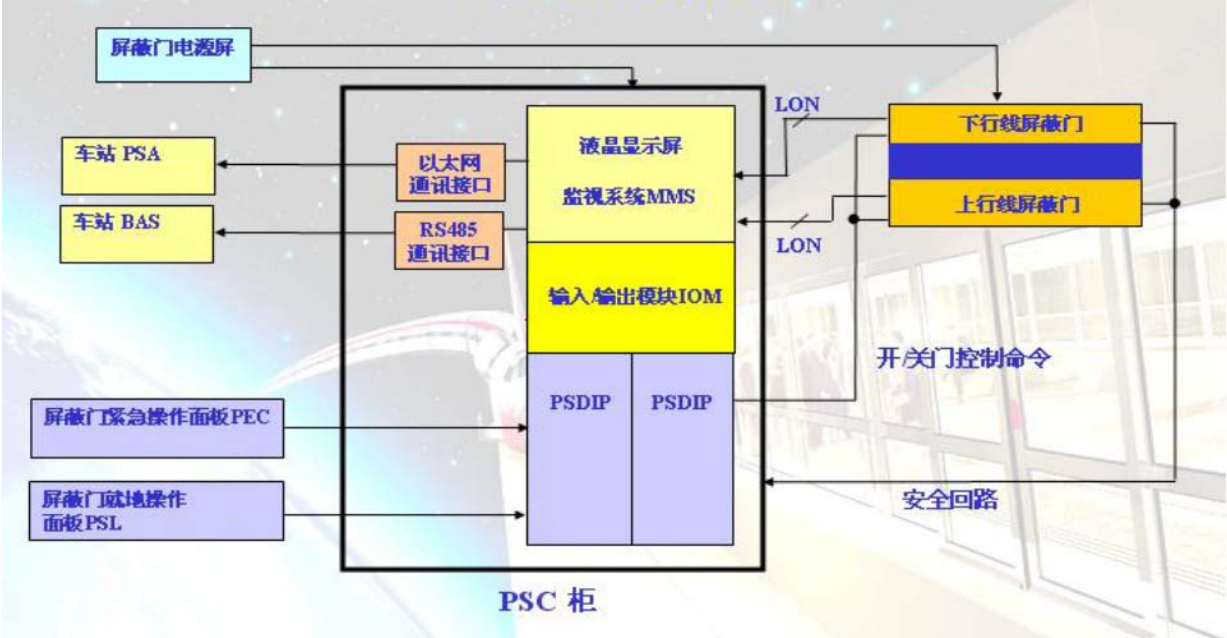 屏蔽门电源屏
LON
下行线屏蔽门
液晶显示屏
车站 PSA
以太网
通讯接口
监视系统MMS
上行线屏蔽门
车站 BAS
RS485
通讯接口
LON
输入/输出模块IOM
开/关门控制命令
PSDIP
PSDIP
屏蔽门紧急操作面板PEC
屏蔽门就地操作
面板PSL
安全回路
PSC 柜